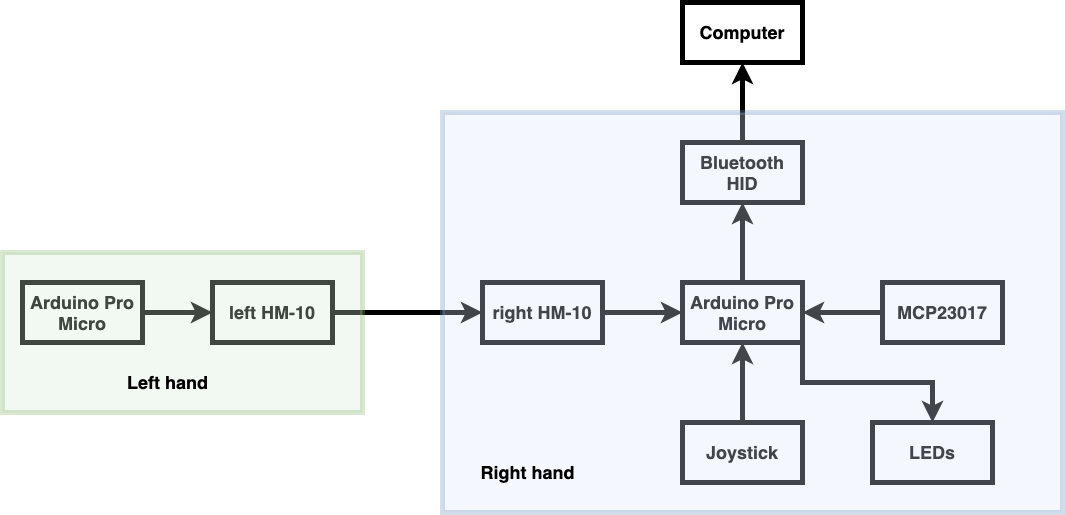 Computer
Bluetooth
HID
Arduino Pro
Micro
left HM-10
right HM-10
Arduino Pro
Micro
MCP23017
Left hand
Joystick
LEDs
Right hand